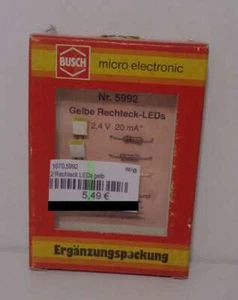 BUSCH
micro electronic
Nr. 5992
Gelbe Rechteck-LEDs
2,4 V 20 mA*
5070.5992
2 Rechteck LEDs gelb
5,49 €
Ergänzungspackung